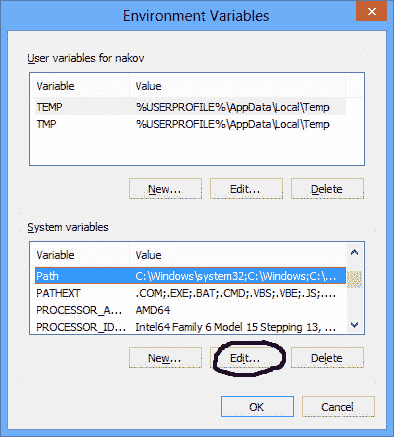 Environment Variables
User variables for nakov
Variable Value
TEMP %USERPROFILE%\AppData\Local\Temp
TMP %USERPROFILE%\AppData\Local\Temp
New... Edit... Delete
System variables
Variable Value
Path C:\Windows\system32;C:\Windows;C:\...
PATHEXT .COM;.EXE;.BAT;.CMD;.VBS;.VBE;.JS;....
PROCESSOR_A... AMD64
PROCESSOR_ID... Intel64 Family 6 Model 15 Stepping 13, ...
New... Edit... Delete
OK Cancel